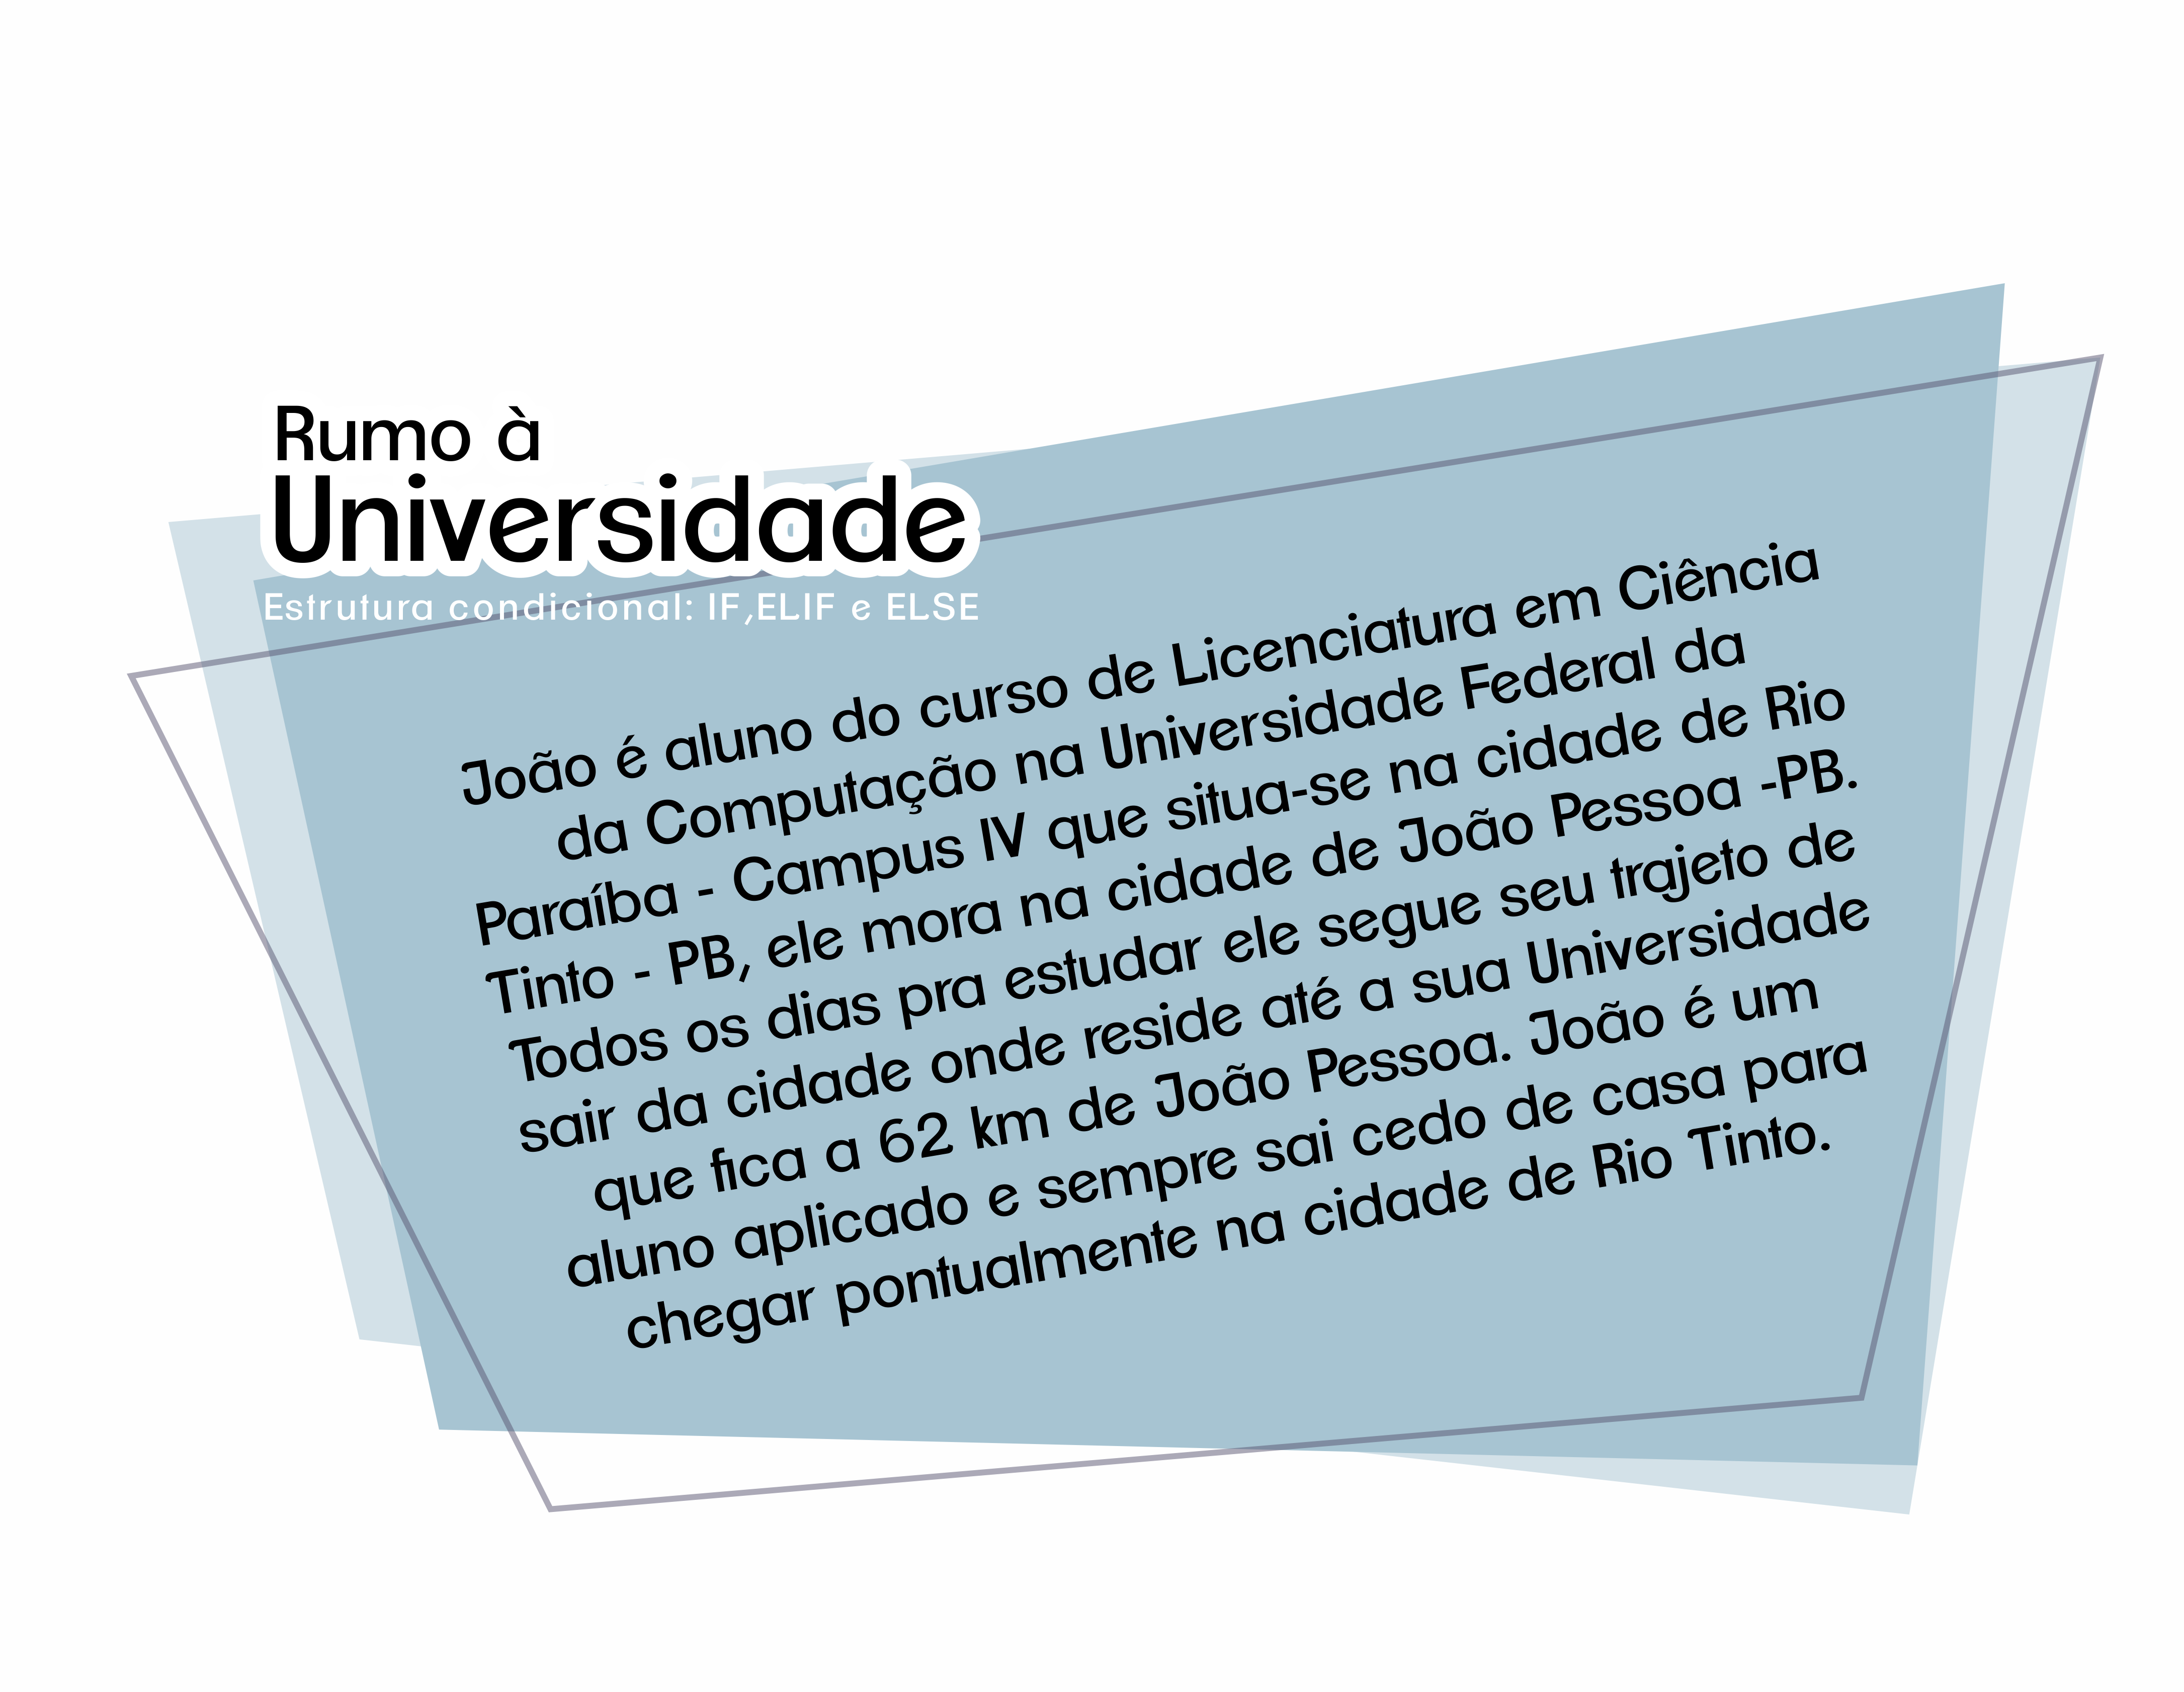 Rumo à
Universidade
Estrutura condicional: IF,ELIF e ELSE
João é aluno do curso de Licenciatura em Ciência
da Computação na Universidade Federal da
Paraíba - Campus IV que situa-se na cidade de Rio
Tinto - PB, ele mora na cidade de João Pessoa -PB.
Todos os dias pra estudar ele segue seu trajeto de
sair da cidade onde reside até a sua Universidade
que fica a 62 km de João Pessoa. João é um
aluno aplicado e sempre sai cedo de casa para
chegar pontualmente na cidade de Rio Tinto.